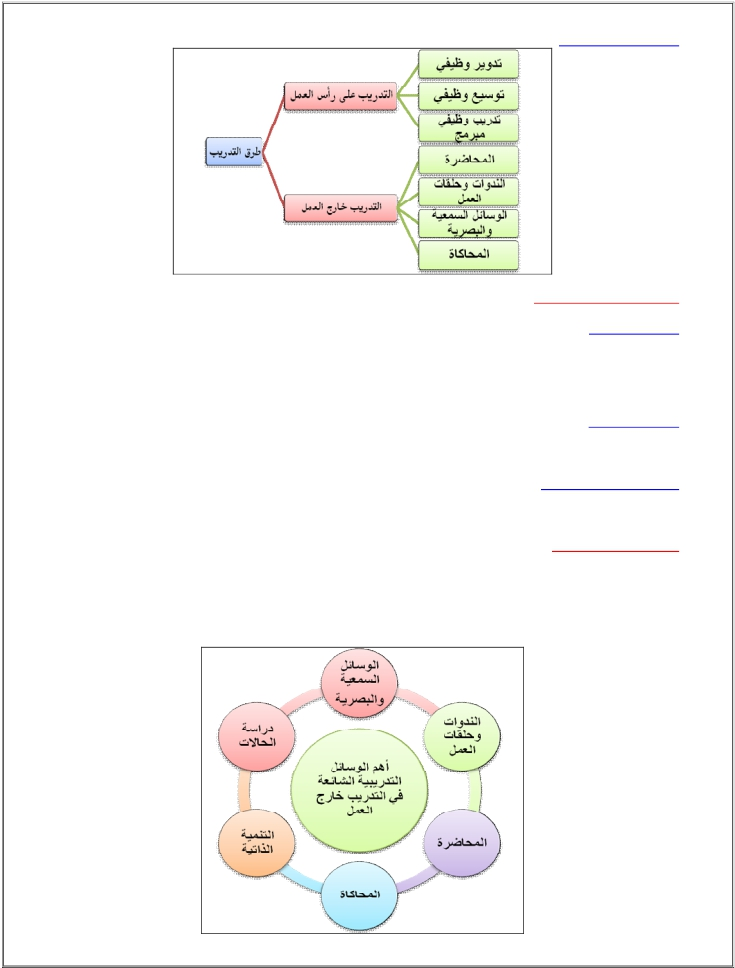 طرق التدريب
التدريب على رأس العمل
تدوير وظيفي
توسيع وظيفي
تدريب وظيفي
مبرمج
التدريب خارج العمل
المحاضرة
الندوات وحلقات
العمل
الوسائل السمعية
والبصرية
المحاكاة
أهم الوسائل
التدريبية الشائعة
في التدريب خارج
العمل
الوسائل
السمعية
والبصرية
الندوات
وحلقات
العمل
المحاضرة
المحاكاة
التنمية
الذاتية
دراسة
الحالات